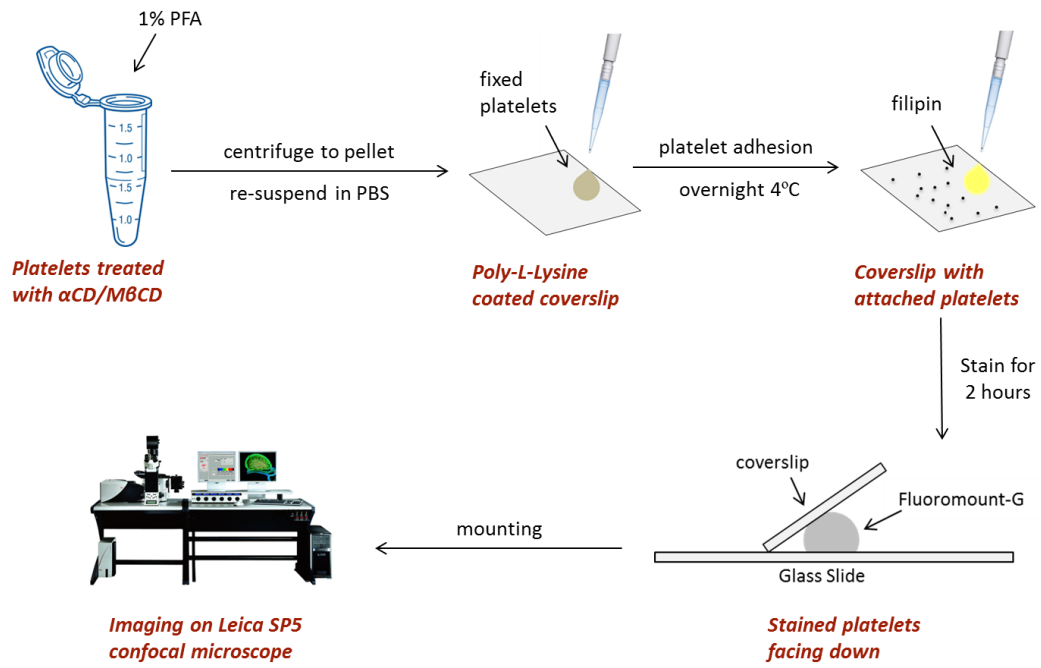 1% PFA
1.5
1.0
1.5
1.0
Platelets treated
with αCD/MβCD
centrifuge to pellet
re-suspend in PBS
fixed
platelets
Poly-L-Lysine
coated coverslip
platelet adhesion
overnight 4ºC
filipin
Coverslip with
attached platelets
Stain for
2 hours
coverslip
Fluoromount-G
Glass Slide
Stained platelets
facing down
mounting
Imaging on Leica SP5
confocal microscope